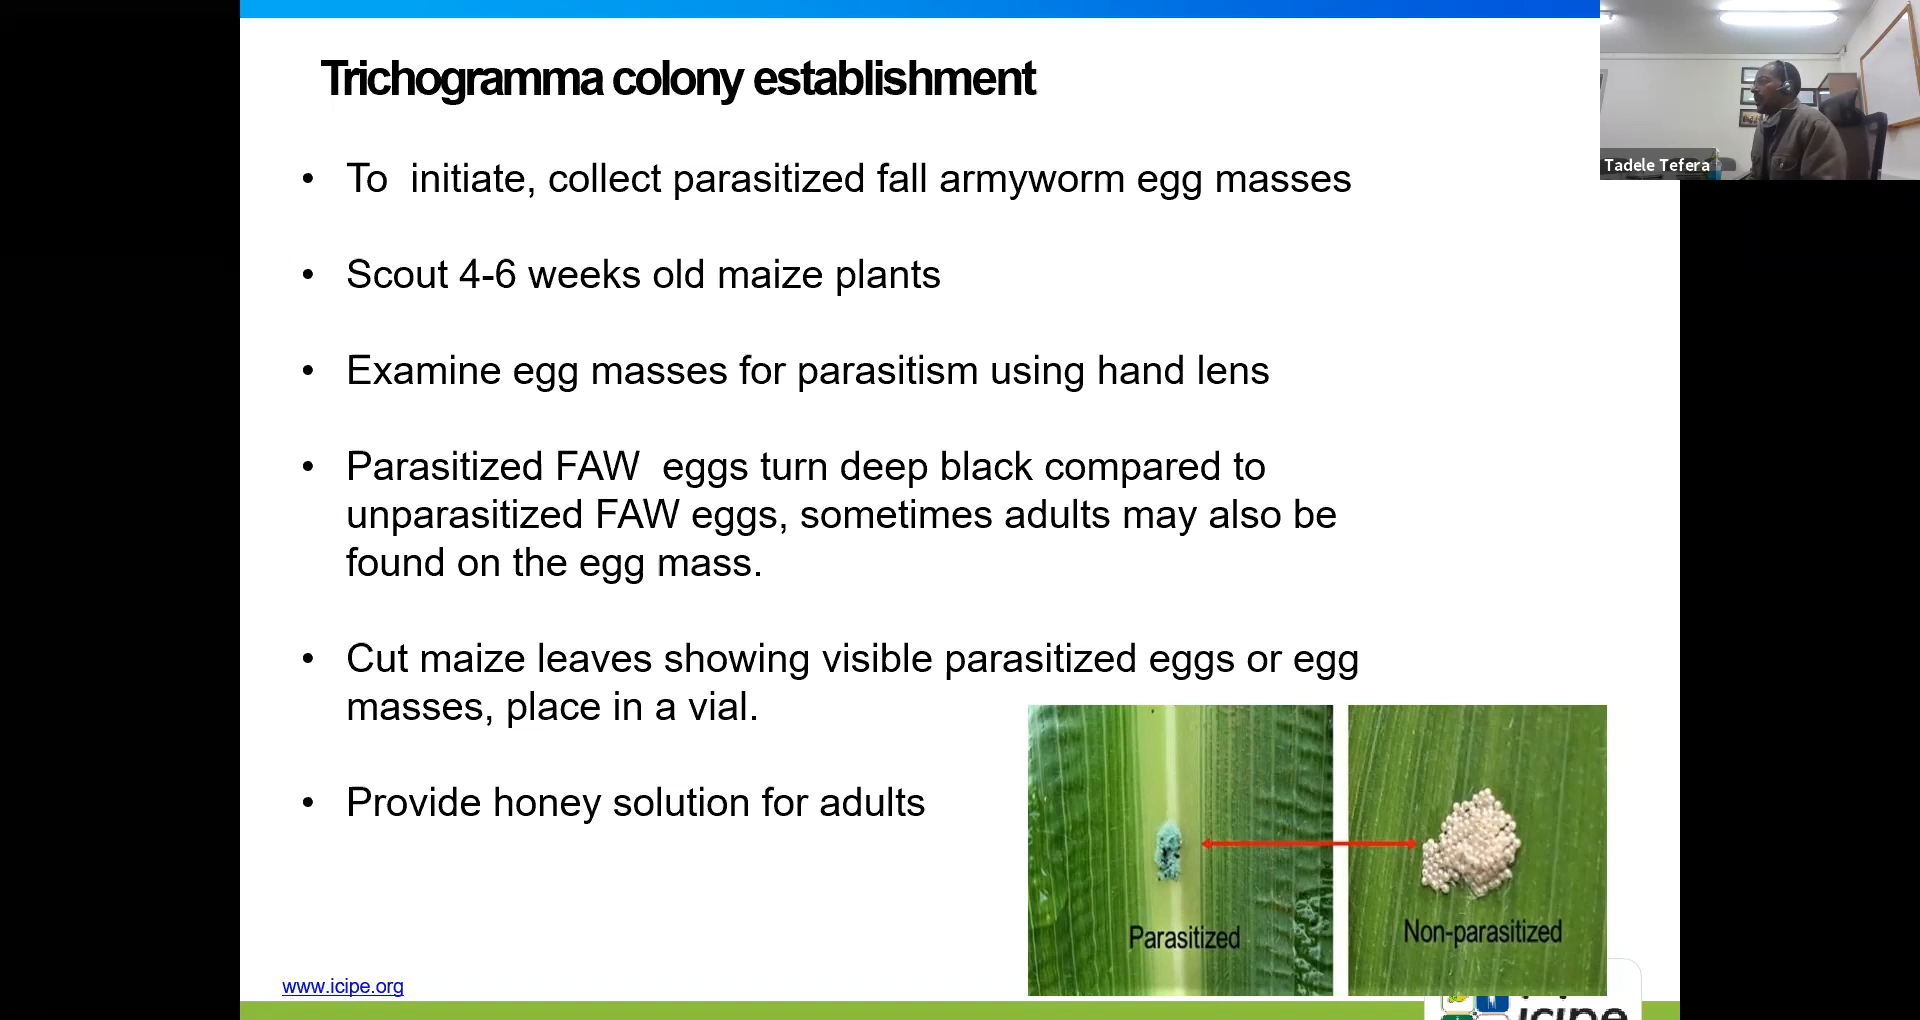 Trichogramma colony establishment
Tadele Tefera
• To initiate, collect parasitized fall armyworm egg masses
• Scout 4-6 weeks old maize plants
• Examine egg masses for parasitism using hand lens
• Parasitized FAW eggs turn deep black compared to
unparasitized FAW eggs, sometimes adults may also be
found on the egg mass.
• Cut maize leaves showing visible parasitized eggs or egg
masses, place in a vial.
• Provide honey solution for adults
Parasitized
Non-parasitized
www.icipe.org
icipe